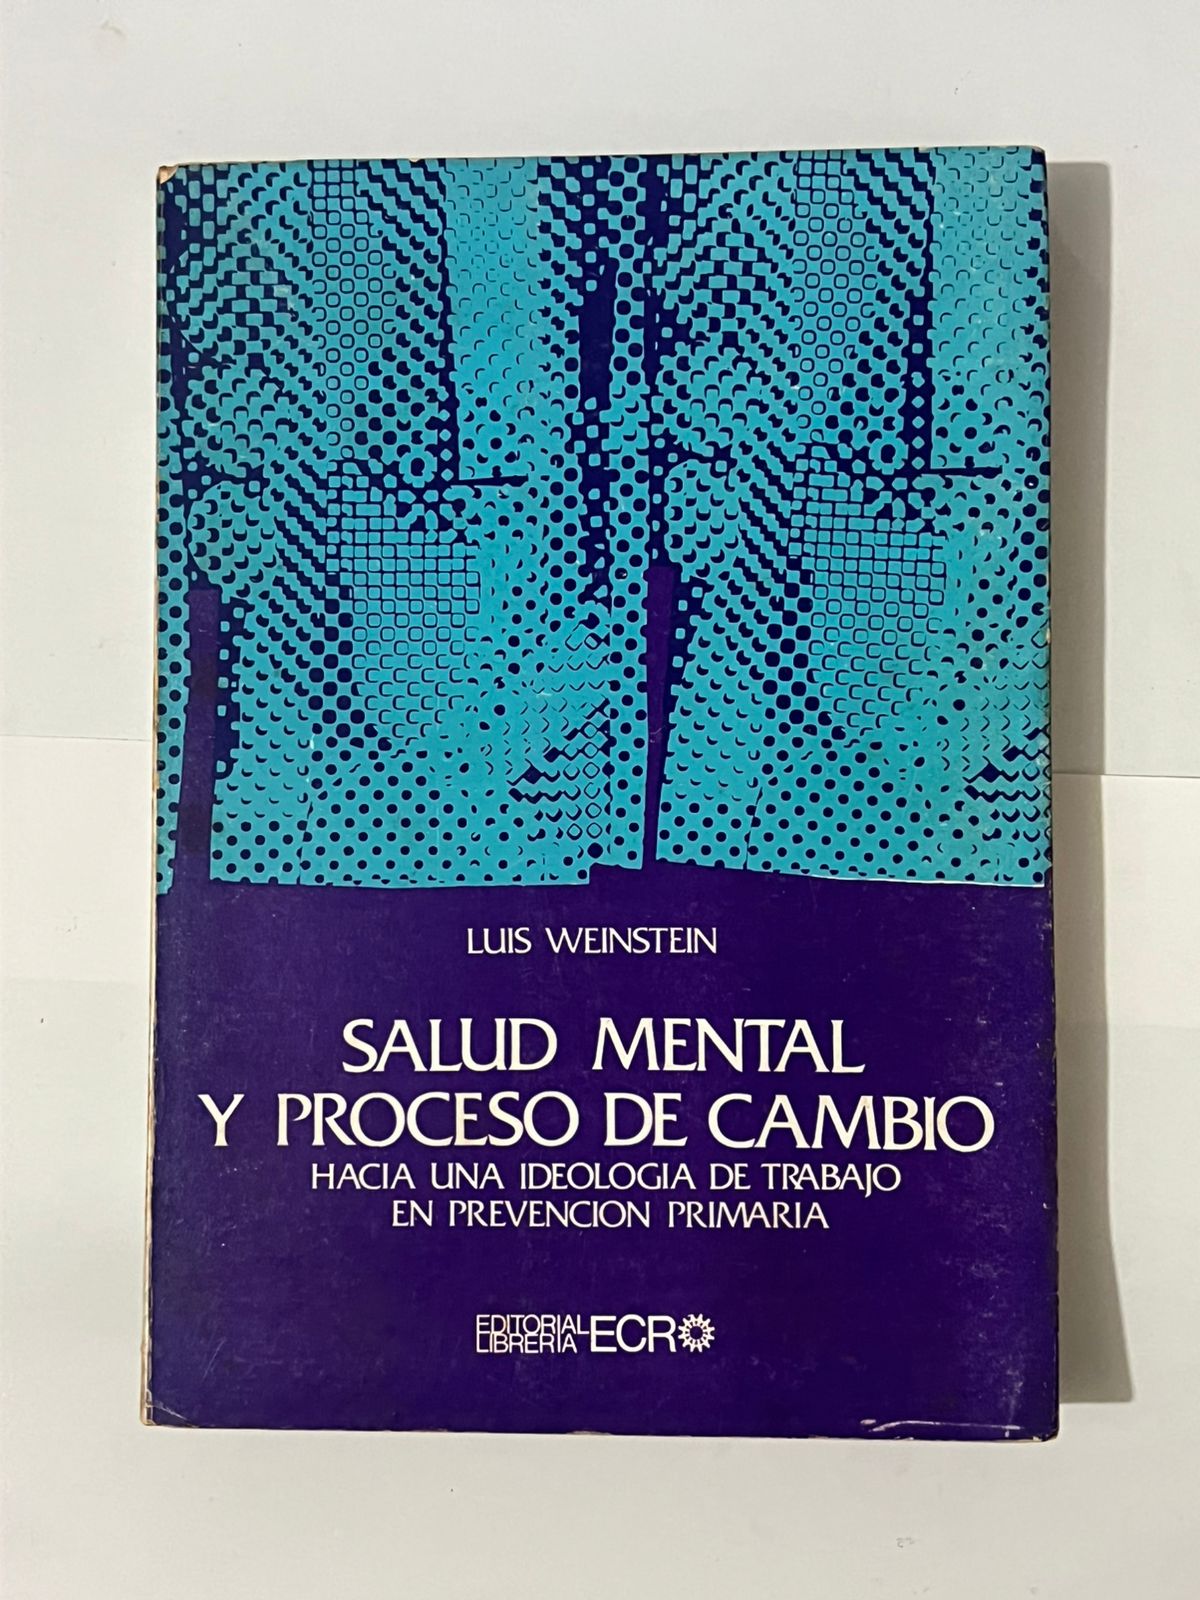 LUIS WEINSTEIN
SALUD MENTAL
Y PROCESO DE CAMBIO
HACIA UNA IDEOLOGIA DE TRABAJO
EN PREVENCION PRIMARIA
EDITORIAL
LIBRERIA
ECRO